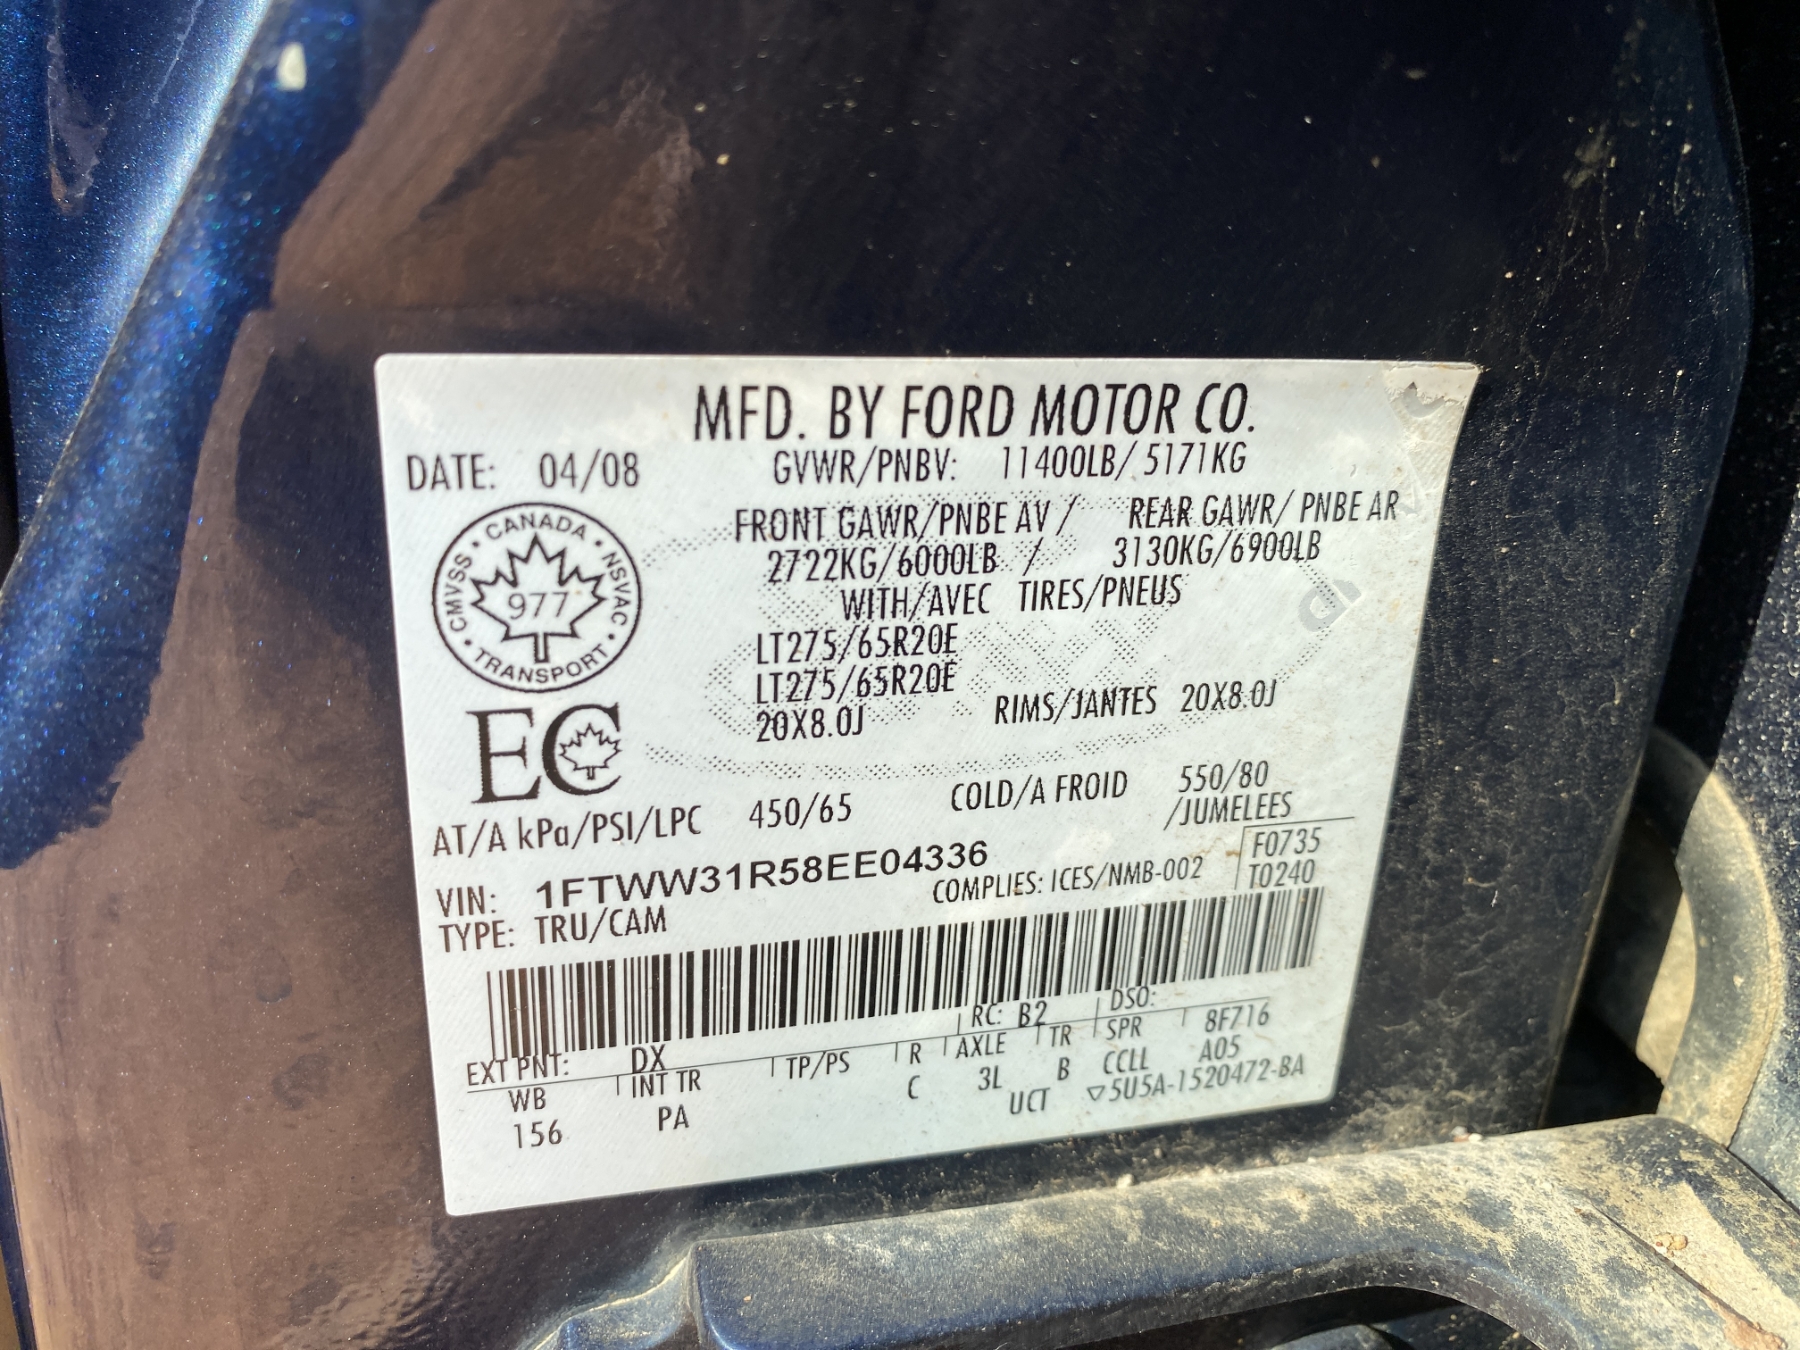 MFD. BY FORD MOTOR CO.
DATE: 04/08 GVWR/PNBV: 11400LB/ 5171KG
FRONT GAWR/PNBE AV / REAR GAWR/ PNBE AR
2722KG/6000LB / 3130KG/6900LB
WITH/AVEC TIRES/PNEUS
LT275/65R20E
LT275/65R20E
20X8.0J RIMS/JANTES 20X8.0J
CANADA · NSVAC · TRANSPORT · CMVSS ·
977
EC
AT/A kPa/PSI/LPC 450/65 COLD/A FROID 550/80
/JUMELEES
VIN: 1FTWW31R58EE04336
COMPLIES: ICES/NMB-002
F0735
T0240
TYPE: TRU/CAM
EXT PNT: DX RC: B2 DSO:
WB INT TR TP/PS R AXLE TR SPR 8F716
156 PA C 3L B CCLL A05
UCT ▽5U5A-1520472-BA